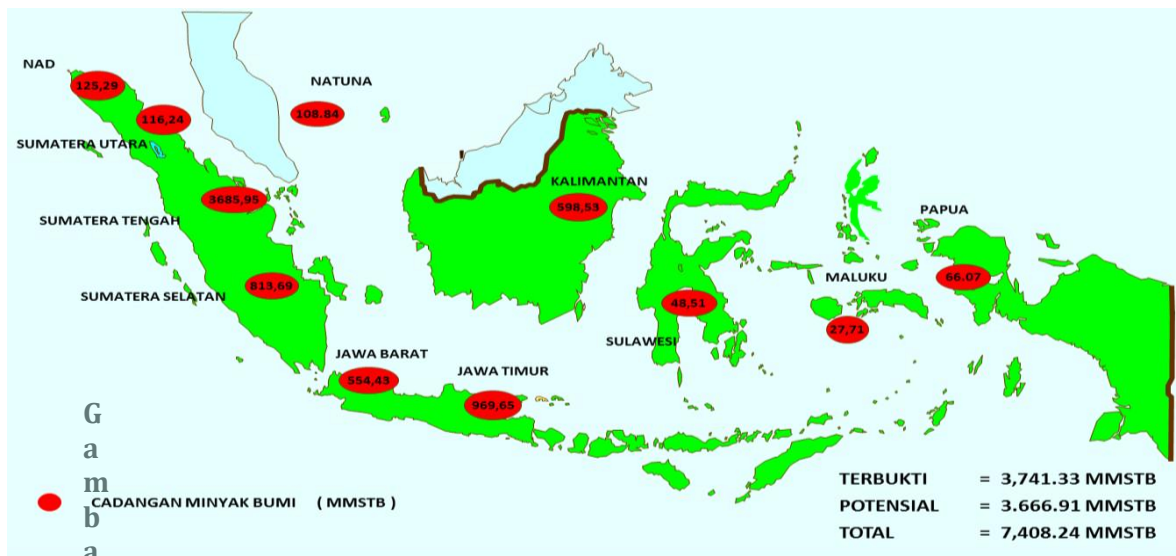 NAD
125,29
NATUNA
108.84
116,24
SUMATERA UTARA
KALIMANTAN
598,53
3685,95
SUMATERA TENGAH
PAPUA
66.07
MALUKU
27,71
813,69
SUMATERA SELATAN
48,51
SULAWESI
JAWA BARAT
554,43
JAWA TIMUR
969,65
G
a
m
b
a
CADANGAN MINYAK BUMI ( MMSTB )
TERBUKTI = 3,741.33 MMSTB
POTENSIAL = 3.666.91 MMSTB
TOTAL = 7,408.24 MMSTB